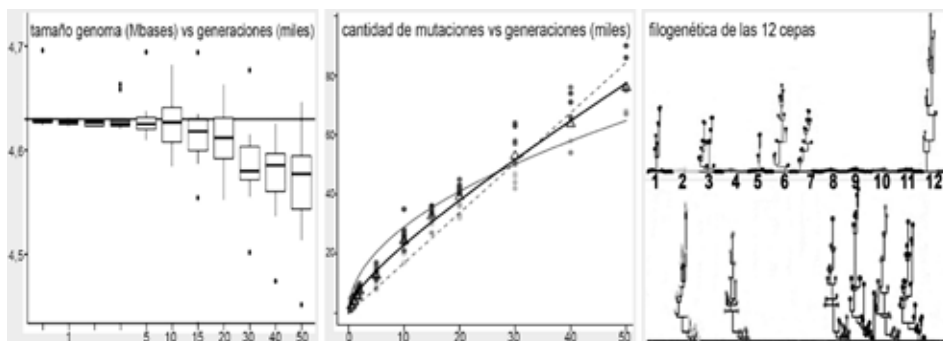 tamaño genoma (Mbases) vs generaciones (miles)
4,7
4,6
4,5
1 5 10 15 20 30 40 50
cantidad de mutaciones vs generaciones (miles)
80
60
40
20
0 10 20 30 40 50
filogenética de las 12 cepas
1 2 3 4 5 6 7 8 9 10 11 12